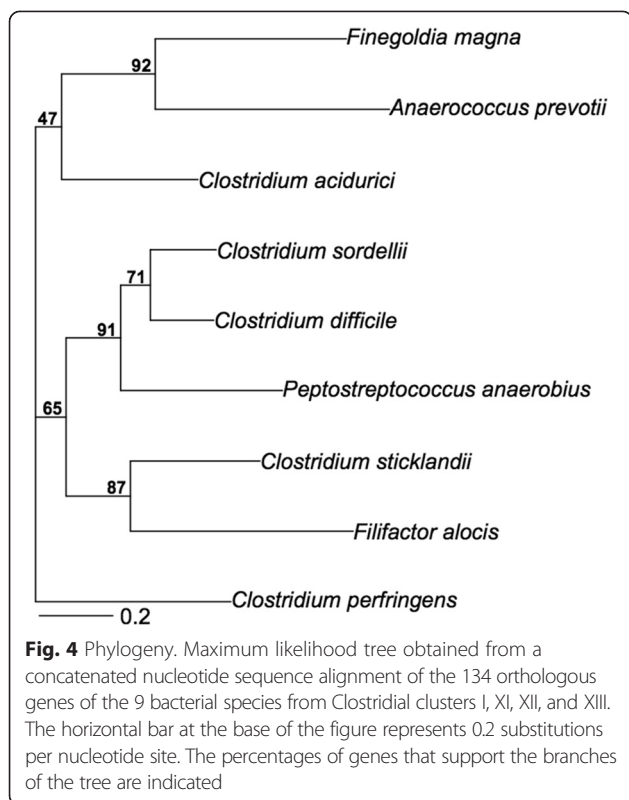 Finegoldia magna
92
Anaerococcus prevotii
47
Clostridium acidurici
Clostridium sordellii
71
Clostridium difficile
91
Peptostreptococcus anaerobius
65
Clostridium sticklandii
87
Filifactor alocis
Clostridium perfringens
0.2
Fig. 4 Phylogeny. Maximum likelihood tree obtained from a
concatenated nucleotide sequence alignment of the 134 orthologous
genes of the 9 bacterial species from Clostridial clusters I, XI, XII, and XIII.
The horizontal bar at the base of the figure represents 0.2 substitutions
per nucleotide site. The percentages of genes that support the branches
of the tree are indicated